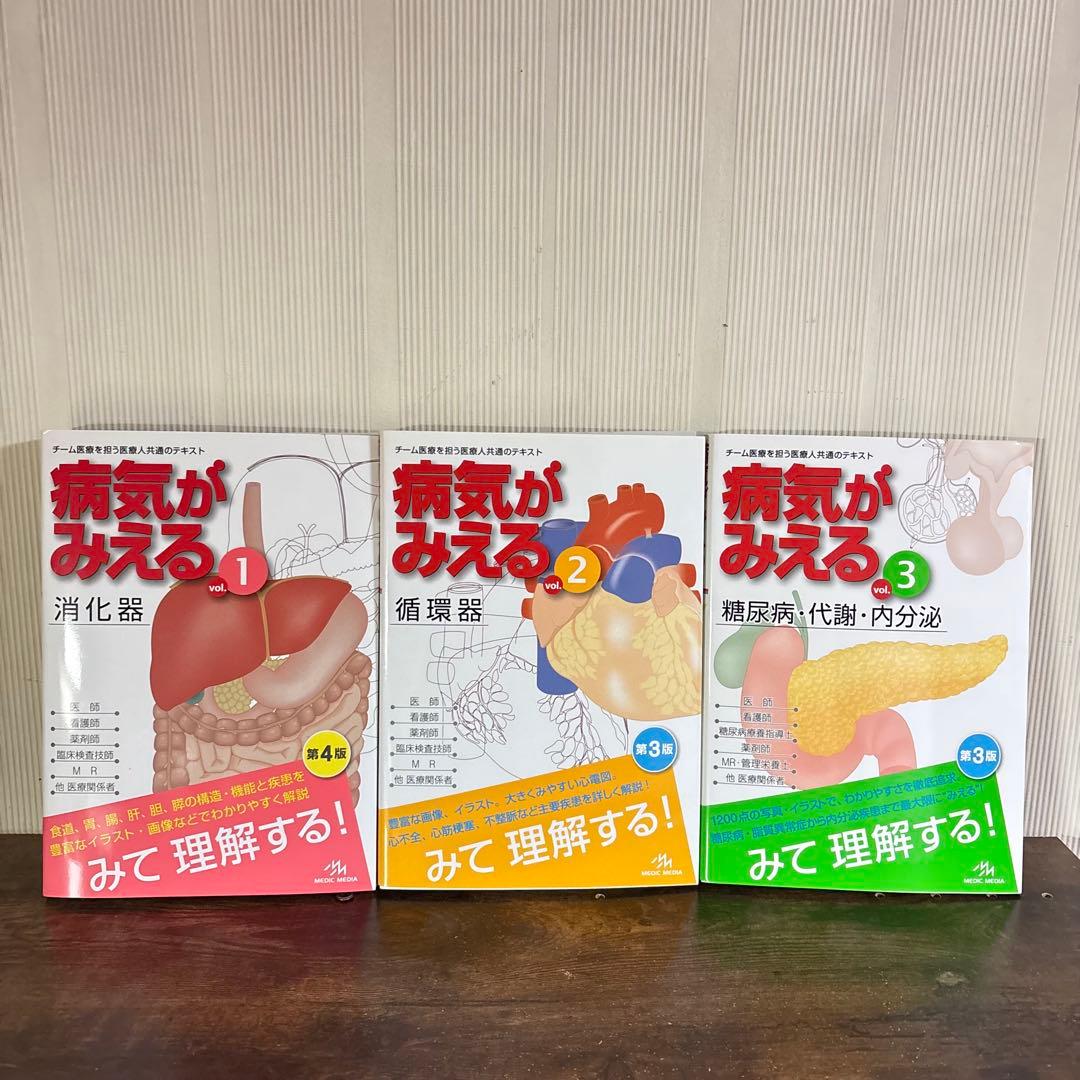 チーム医療を担う医療人共通のテキスト
病気が
みえる
vol.1
消化器
医師
看護師
薬剤師
臨床検査技師
MR
他 医療関係者
第4版
食道、胃、腸、肝、胆、膵の構造・機能と疾患を
豊富なイラスト・画像などでわかりやすく解説
みて 理解する!
MEDIC MEDIA
チーム医療を担う医療人共通のテキスト
病気が
みえる
vol.2
循環器
医師
看護師
薬剤師
臨床検査技師
MR
他 医療関係者
第3版
豊富な画像、イラスト。大きくみやすい心電図。
心不全、心筋梗塞、不整脈など主要疾患を詳しく解説!
みて 理解する!
MEDIC MEDIA
チーム医療を担う医療人共通のテキスト
病気が
みえる
vol.3
糖尿病・代謝・内分泌
医師
看護師
糖尿病療養指導士
薬剤師
MR・管理栄養士
他 医療関係者
第3版
1200点の写真・イラストで、わかりやすさを徹底追求。
糖尿病・脂質異常症から内分泌疾患まで最大限に"みえる"!
みて 理解する!
MEDIC MEDIA